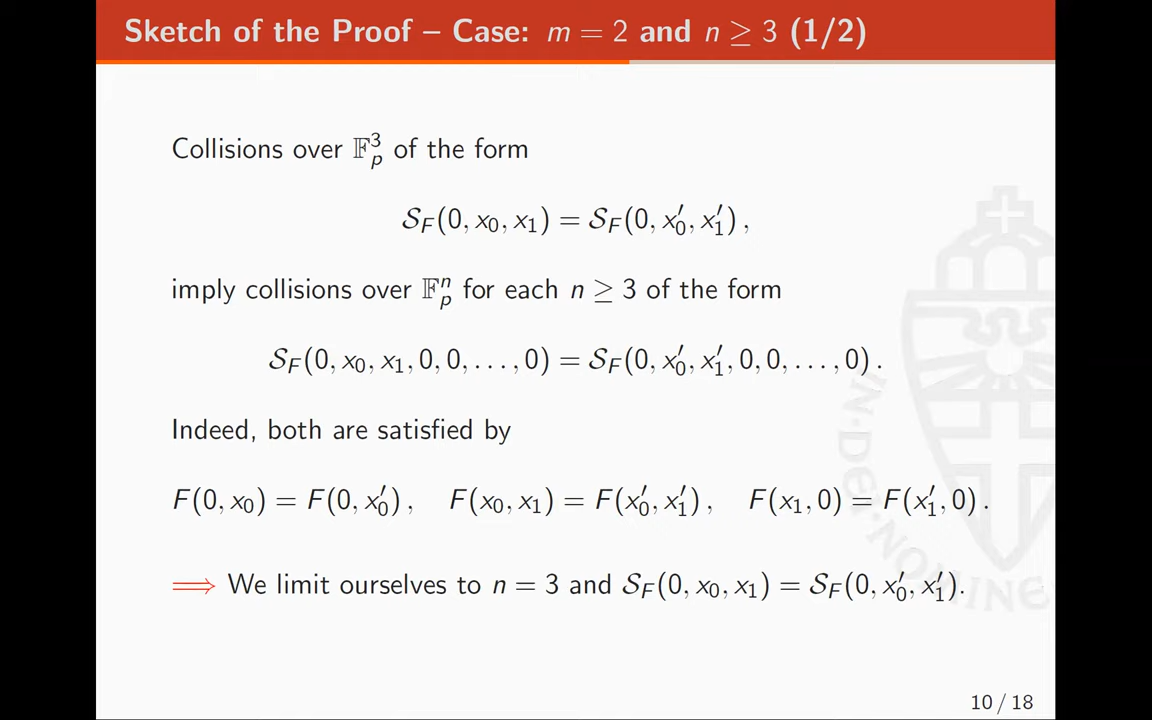 Sketch of the Proof – Case: m = 2 and n ≥ 3 (1/2)
Collisions over 𝔽_p^3 of the form
𝒮_F(0, x_0, x_1) = 𝒮_F(0, x′_0, x′_1) ,
imply collisions over 𝔽_p^n for each n ≥ 3 of the form
𝒮_F(0, x_0, x_1, 0, 0, . . . , 0) = 𝒮_F(0, x′_0, x′_1, 0, 0, . . . , 0) .
Indeed, both are satisfied by
F(0, x_0) = F(0, x′_0) , F(x_0, x_1) = F(x′_0, x′_1) , F(x_1, 0) = F(x′_1, 0) .
⟹ We limit ourselves to n = 3 and 𝒮_F(0, x_0, x_1) = 𝒮_F(0, x′_0, x′_1).
IN·DEI·NOMINE
10 / 18